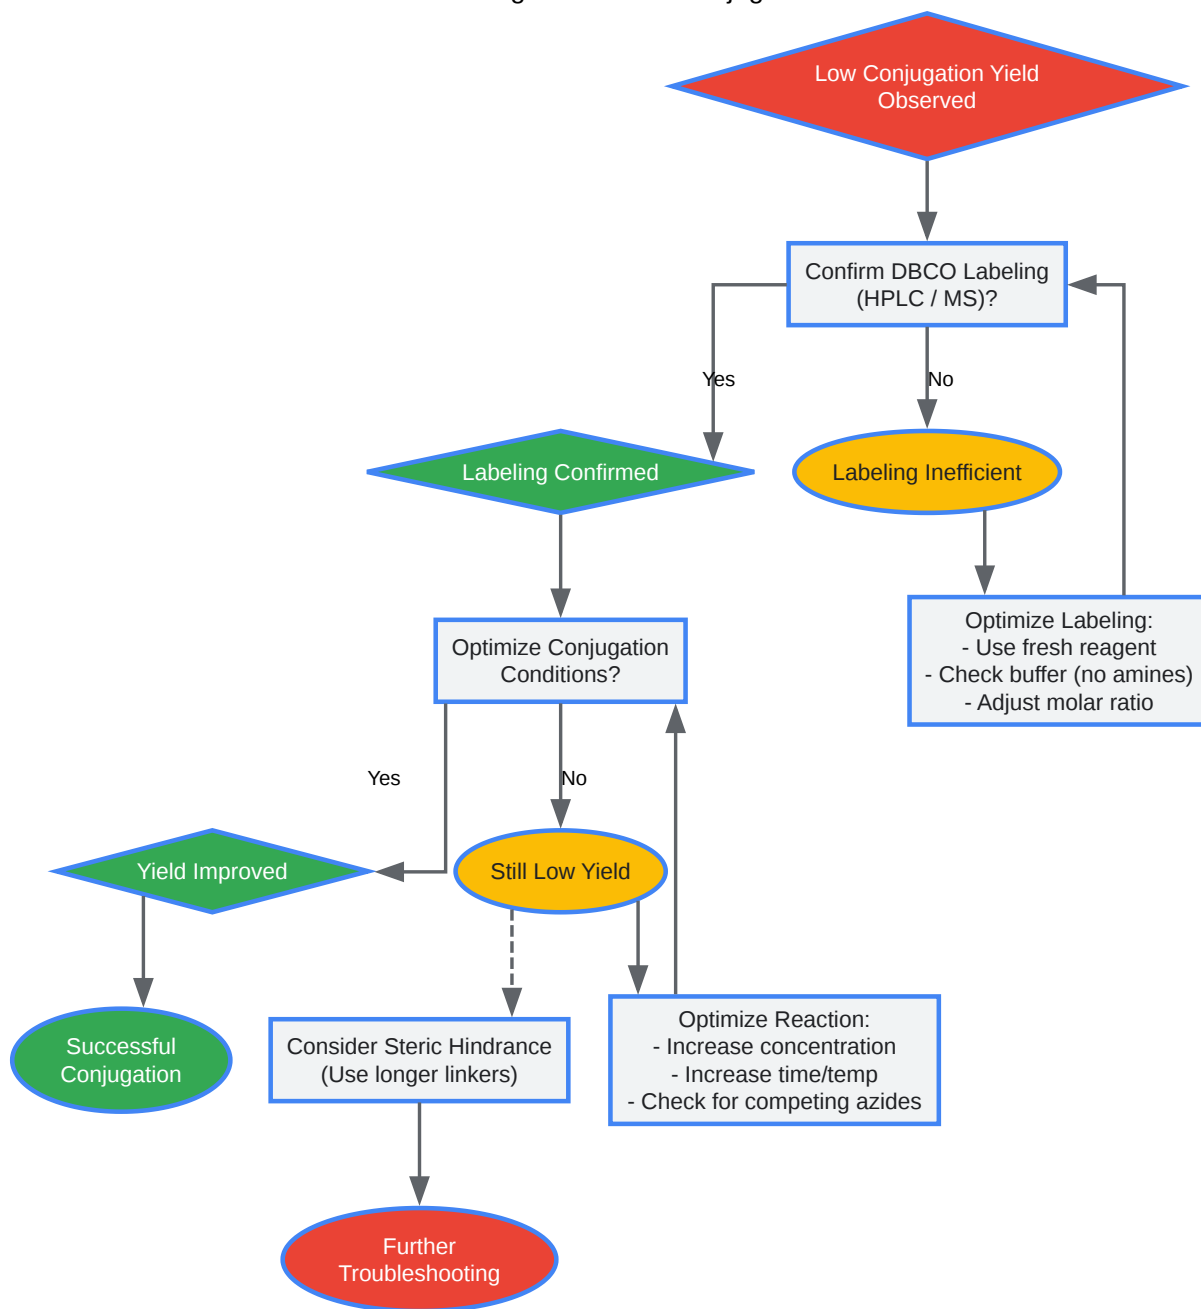 Low Conjugation Yield
Observed
Confirm DBCO Labeling
(HPLC / MS)?
Yes
No
Labeling Confirmed
Labeling Inefficient
Optimize Labeling:
- Use fresh reagent
- Check buffer (no amines)
- Adjust molar ratio
Optimize Conjugation
Conditions?
Yes
No
Yield Improved
Still Low Yield
Successful
Conjugation
Consider Steric Hindrance
(Use longer linkers)
Optimize Reaction:
- Increase concentration
- Increase time/temp
- Check for competing azides
Further
Troubleshooting